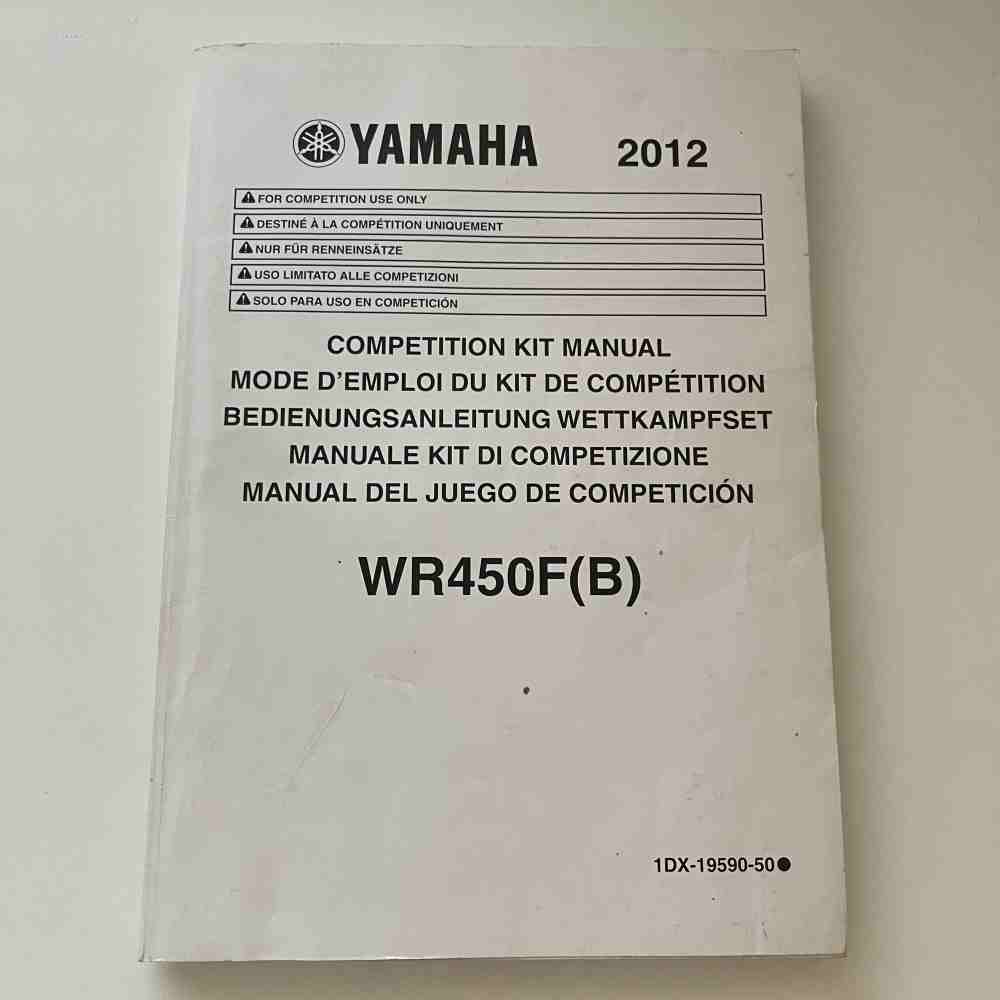 YAMAHA 2012
⚠FOR COMPETITION USE ONLY
⚠DESTINÉ À LA COMPÉTITION UNIQUEMENT
⚠NUR FÜR RENNEINSÄTZE
⚠USO LIMITATO ALLE COMPETIZIONI
⚠SOLO PARA USO EN COMPETICIÓN
COMPETITION KIT MANUAL
MODE D’EMPLOI DU KIT DE COMPÉTITION
BEDIENUNGSANLEITUNG WETTKAMPFSET
MANUALE KIT DI COMPETIZIONE
MANUAL DEL JUEGO DE COMPETICIÓN
WR450F(B)
1DX-19590-50●